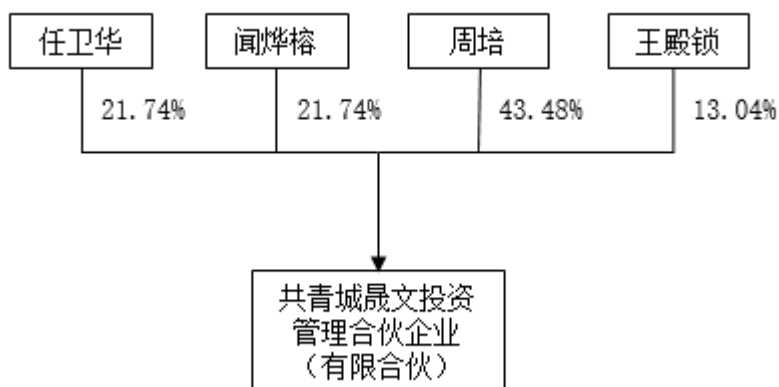 任卫华 闻烨榕 周培 王殿锁
21.74% 21.74% 43.48% 13.04%
共青城晟文投资
管理合伙企业
（有限合伙）